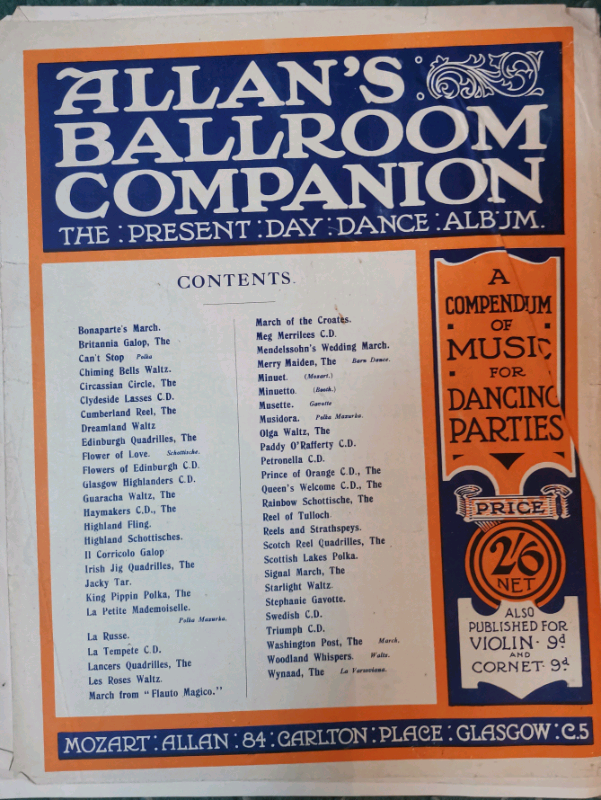 ALLAN'S :
BALLROOM
COMPANION
THE : PRESENT : DAY : DANCE : ALBUM.
CONTENTS.
Bonaparte's March.
Britannia Galop, The
Can't Stop Polka
Chiming Bells Waltz.
Circassian Circle, The
Clydeside Lasses C.D.
Cumberland Reel, The
Dreamland Waltz
Edinburgh Quadrilles, The
Flower of Love. Schottische.
Flowers of Edinburgh C.D.
Glasgow Highlanders C.D.
Guaracha Waltz, The
Haymakers C.D., The
Highland Fling.
Highland Schottisches.
Il Corricolo Galop
Irish Jig Quadrilles, The
Jacky Tar.
King Pippin Polka, The
La Petite Mademoiselle.
Polka Mazurka.
La Russe.
La Tempête C.D.
Lancers Quadrilles, The
Les Roses Waltz.
March from "Flauto Magico."
March of the Croates.
Meg Merrilees C.D.
Mendelssohn's Wedding March.
Merry Maiden, The Barn Dance.
Minuet. (Mozart.)
Minuetto. (Booth.)
Musette. Gavotte
Musidora. Polka Mazurka.
Olga Waltz, The
Paddy O'Rafferty C.D.
Petronella C.D.
Prince of Orange C.D., The
Queen's Welcome C.D., The
Rainbow Schottische, The
Reel of Tulloch.
Reels and Strathspeys.
Scotch Reel Quadrilles, The
Scottish Lakes Polka.
Signal March, The
Starlight Waltz.
Stephanie Gavotte.
Swedish C.D.
Triumph C.D.
Washington Post, The March.
Woodland Whispers. Waltz.
Wynaad, The La Varsoviana.
A
COMPENDIUM
OF
MUSIC
FOR
DANCING
PARTIES
PRICE
2/6
NET
ALSO
PUBLISHED FOR
VIOLIN · 9d
AND
CORNET · 9d
MOZART : ALLAN : 84 : CARLTON : PLACE : GLASGOW : C.5